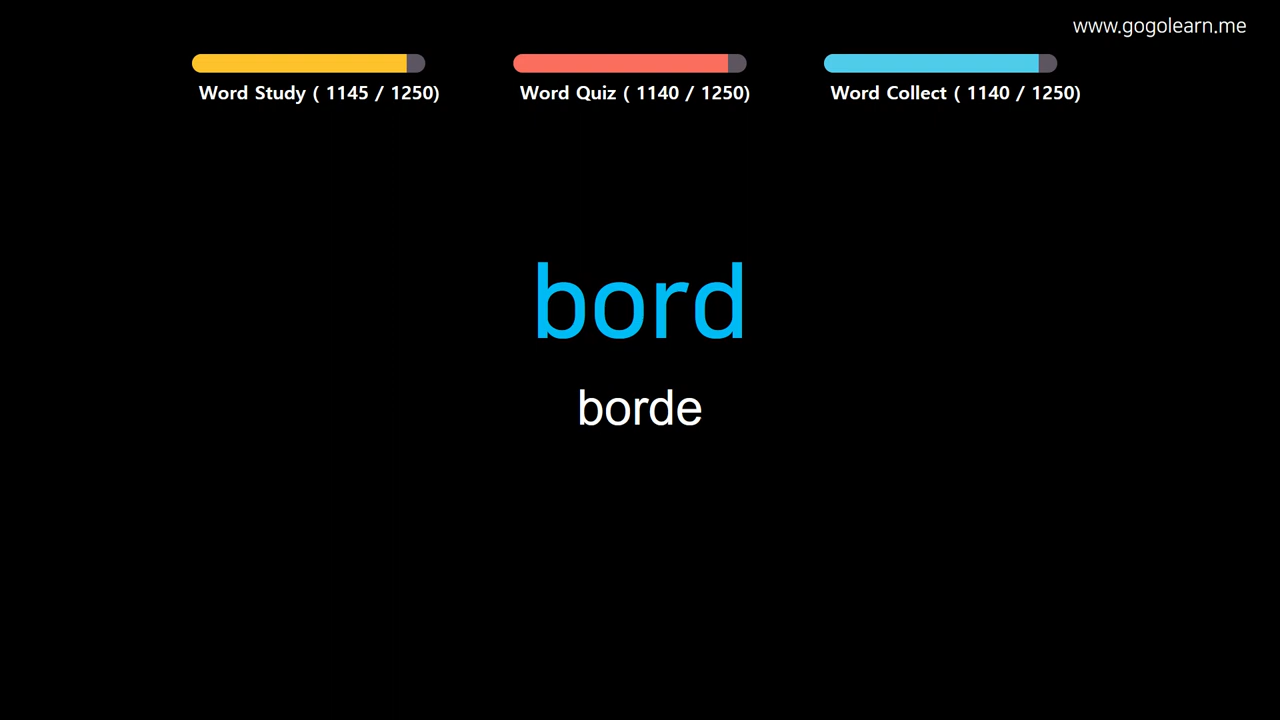 www.gogolearn.me
Word Study ( 1145 / 1250)
Word Quiz ( 1140 / 1250)
Word Collect ( 1140 / 1250)
bord
borde